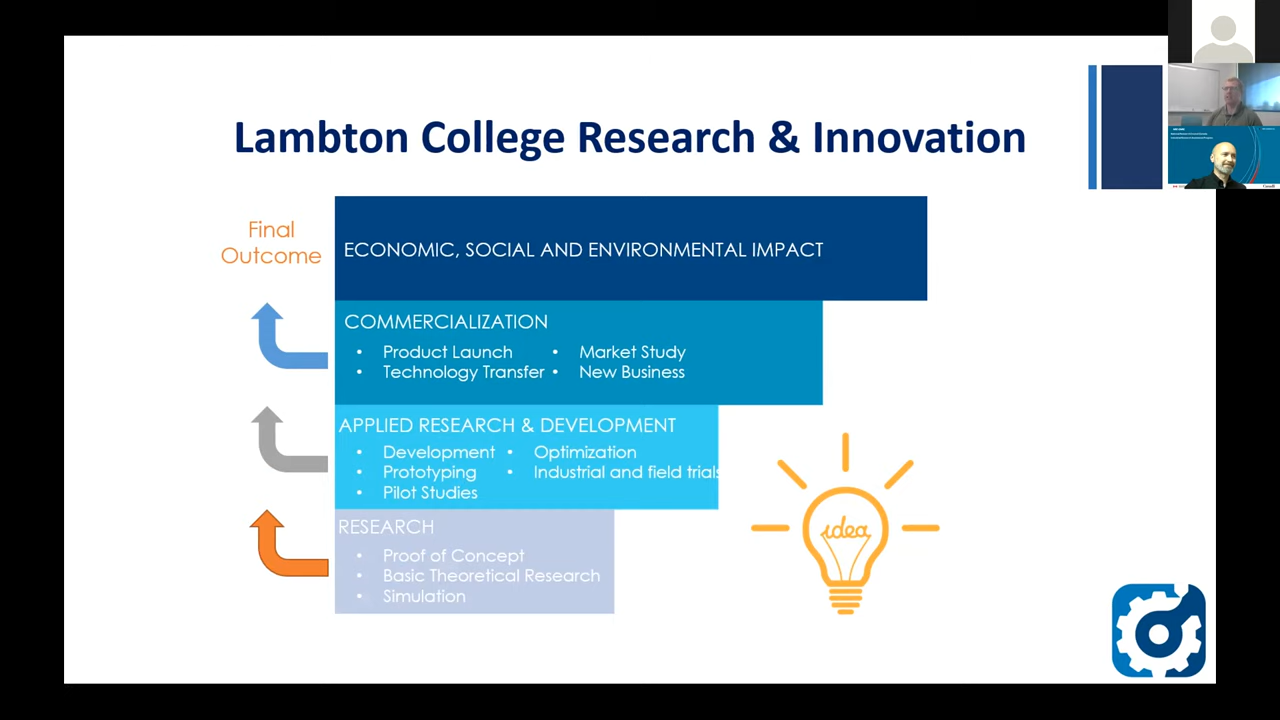 Lambton College Research & Innovation
Final
Outcome
ECONOMIC, SOCIAL AND ENVIRONMENTAL IMPACT
COMMERCIALIZATION
• Product Launch • Market Study
• Technology Transfer • New Business
APPLIED RESEARCH & DEVELOPMENT
• Development • Optimization
• Prototyping • Industrial and field trials
• Pilot Studies
RESEARCH
• Proof of Concept
• Basic Theoretical Research
• Simulation
idea